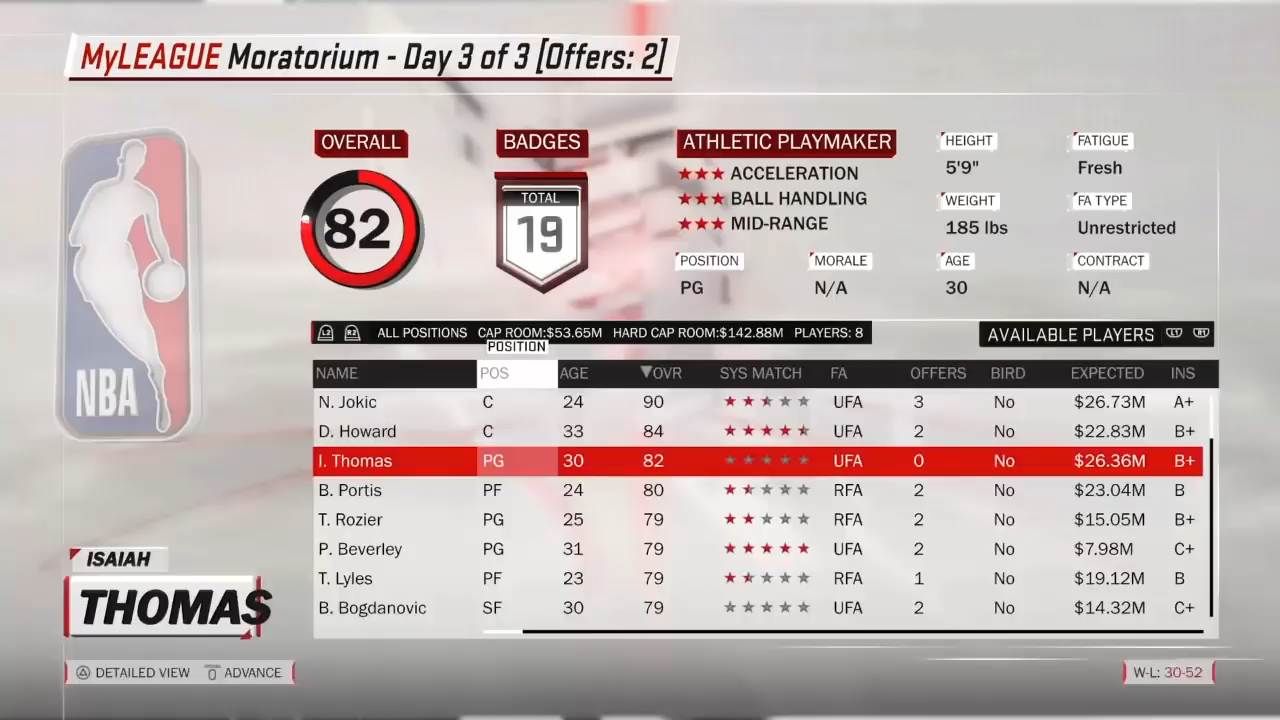 MyLEAGUE Moratorium - Day 3 of 3 [Offers: 2]
OVERALL
82
BADGES
TOTAL
19
ATHLETIC PLAYMAKER
★★★ ACCELERATION
★★★ BALL HANDLING
★★★ MID-RANGE
HEIGHT
5'9"
FATIGUE
Fresh
WEIGHT
185 lbs
FA TYPE
Unrestricted
POSITION
PG
MORALE
N/A
AGE
30
CONTRACT
N/A
NBA
L2 R2 ALL POSITIONS CAP ROOM:$53.65M HARD CAP ROOM:$142.88M PLAYERS: 8
AVAILABLE PLAYERS L1 R1
POSITION
NAME POS AGE ▼OVR SYS MATCH FA OFFERS BIRD EXPECTED INS
N. Jokic C 24 90 UFA 3 No $26.73M A+
D. Howard C 33 84 UFA 2 No $22.83M B+
I. Thomas PG 30 82 UFA 0 No $26.36M B+
B. Portis PF 24 80 RFA 2 No $23.04M B
T. Rozier PG 25 79 RFA 2 No $15.05M B+
P. Beverley PG 31 79 UFA 2 No $7.98M C+
T. Lyles PF 23 79 RFA 1 No $19.12M B
B. Bogdanovic SF 30 79 UFA 2 No $14.32M C+
ISAIAH
THOMAS
DETAILED VIEW ADVANCE
W-L: 30-52